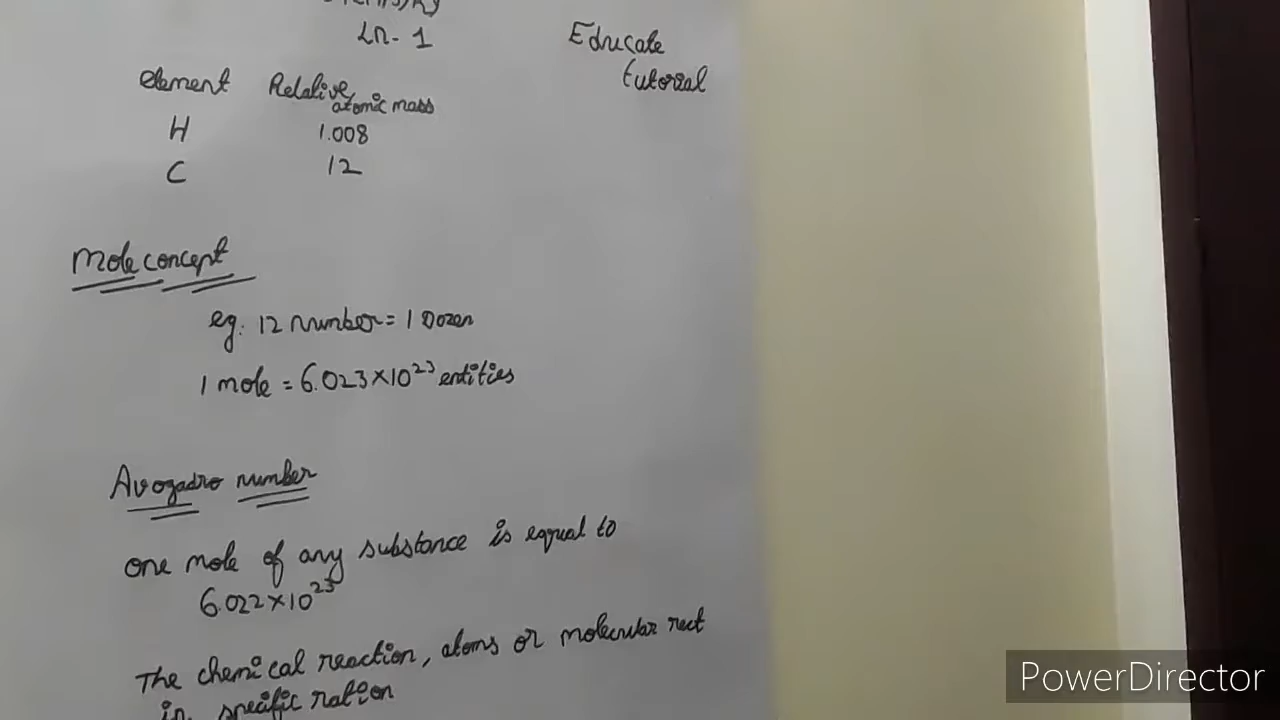 Ln-1
Educate
tutorial
element Relative
atomic mass
H 1.008
C 12
Mole concept
eg. 12 number = 1 Dozen
1 mole = 6.023×10²³ entities
Avogadro number
one mole of any substance is equal to
6.022×10²³
The chemical reaction, atoms or molecular rect
in specific ration
PowerDirector